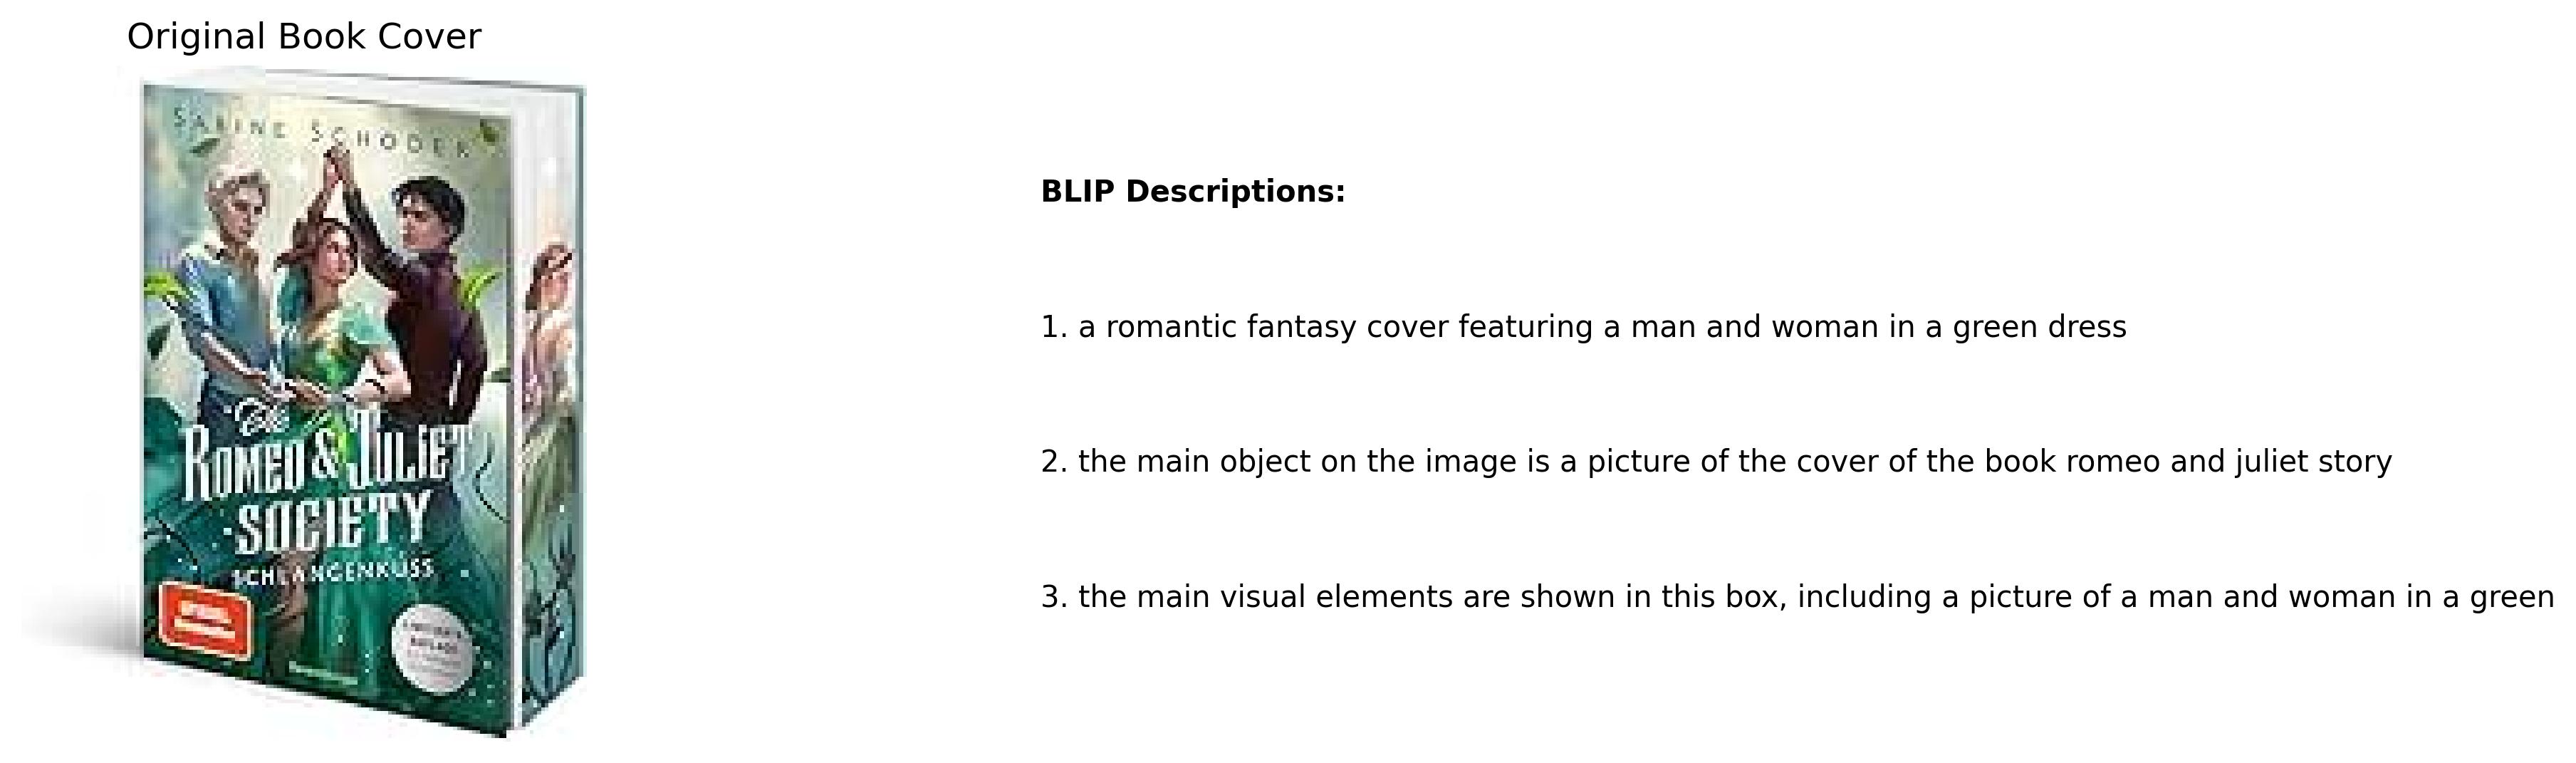 Original Book Cover
SABINE SCHODER
The
ROMEO & JULIET
SOCIETY
SCHLANGENKUSS
BLIP Descriptions:
1. a romantic fantasy cover featuring a man and woman in a green dress
2. the main object on the image is a picture of the cover of the book romeo and juliet story
3. the main visual elements are shown in this box, including a picture of a man and woman in a green